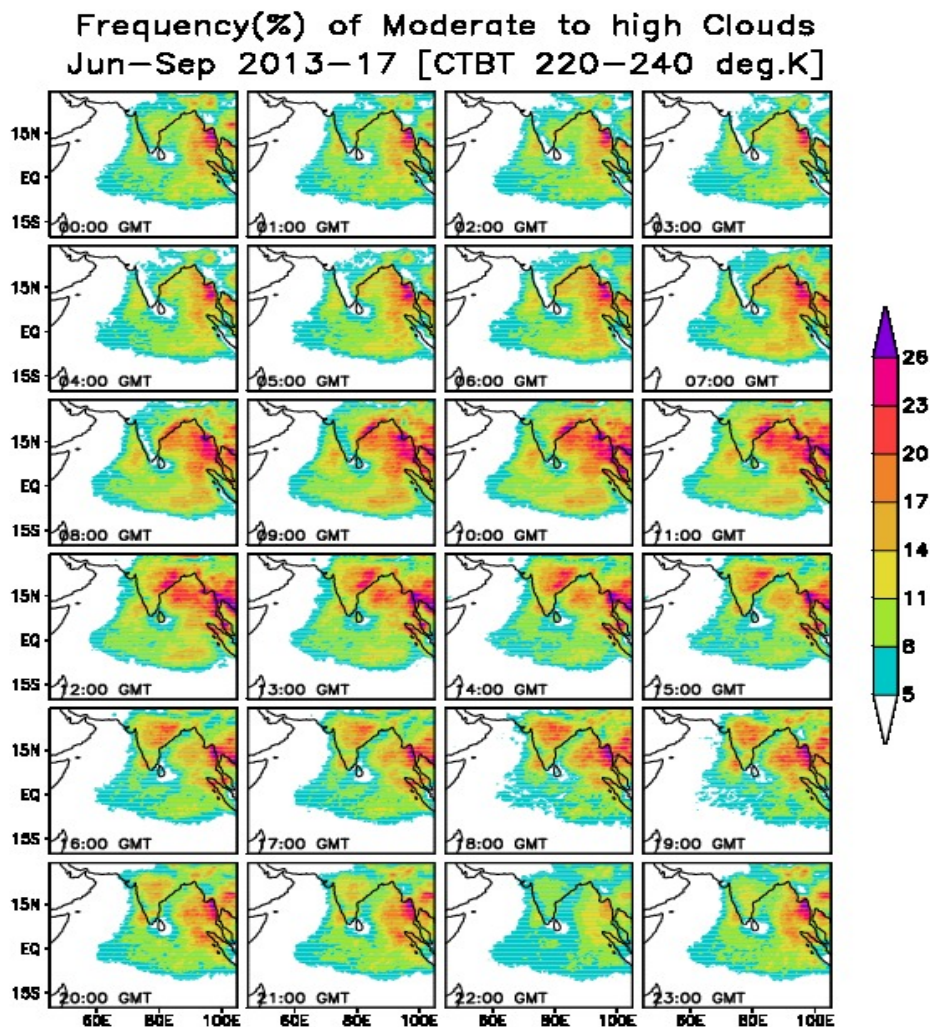 Frequency(%) of Moderate to high Clouds
Jun-Sep 2013-17 [CTBT 220-240 deg.K]
15N
EQ
15S
00:00 GMT 01:00 GMT 02:00 GMT 03:00 GMT
15N
EQ
15S
04:00 GMT 05:00 GMT 06:00 GMT 07:00 GMT
15N
EQ
15S
08:00 GMT 09:00 GMT 10:00 GMT 11:00 GMT
15N
EQ
15S
12:00 GMT 13:00 GMT 14:00 GMT 15:00 GMT
15N
EQ
15S
16:00 GMT 17:00 GMT 18:00 GMT 19:00 GMT
15N
EQ
15S
20:00 GMT 21:00 GMT 22:00 GMT 23:00 GMT
60E 80E 100E 60E 80E 100E 60E 80E 100E 60E 80E 100E
26
23
20
17
14
11
8
5